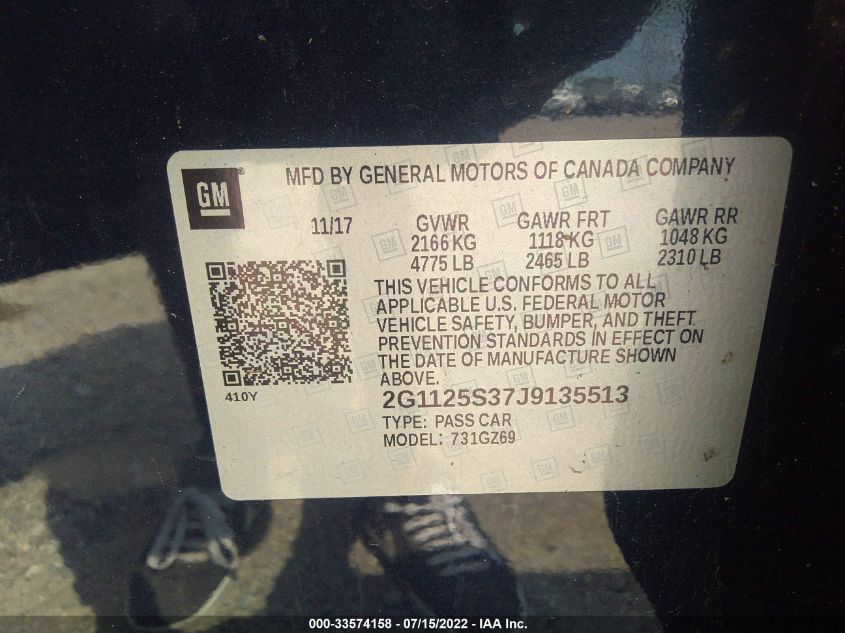 GM
MFD BY GENERAL MOTORS OF CANADA COMPANY
11/17 GVWR GAWR FRT GAWR RR
2166 KG 1118 KG 1048 KG
4775 LB 2465 LB 2310 LB
THIS VEHICLE CONFORMS TO ALL
APPLICABLE U.S. FEDERAL MOTOR
VEHICLE SAFETY, BUMPER, AND THEFT
PREVENTION STANDARDS IN EFFECT ON
THE DATE OF MANUFACTURE SHOWN
ABOVE.
410Y
2G1125S37J9135513
TYPE: PASS CAR
MODEL: 731GZ69
000-33574158 - 07/15/2022 - IAA Inc.